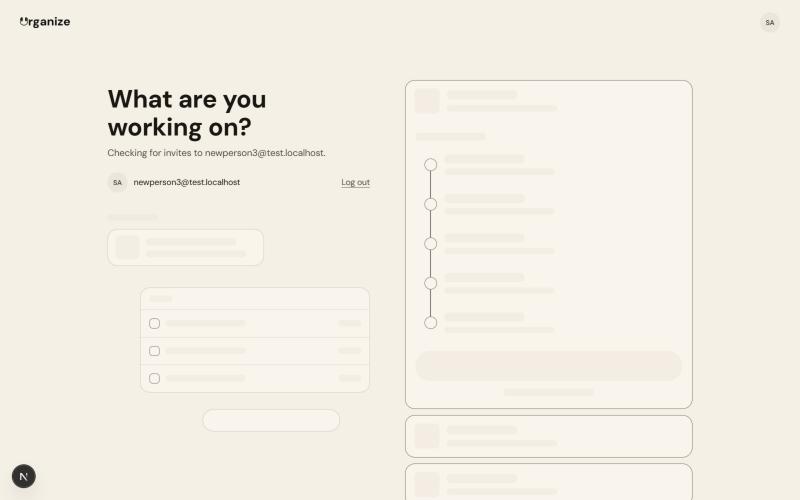 Organize
SA
What are you
working on?
Checking for invites to newperson3@test.localhost.
SA
newperson3@test.localhost
Log out
N